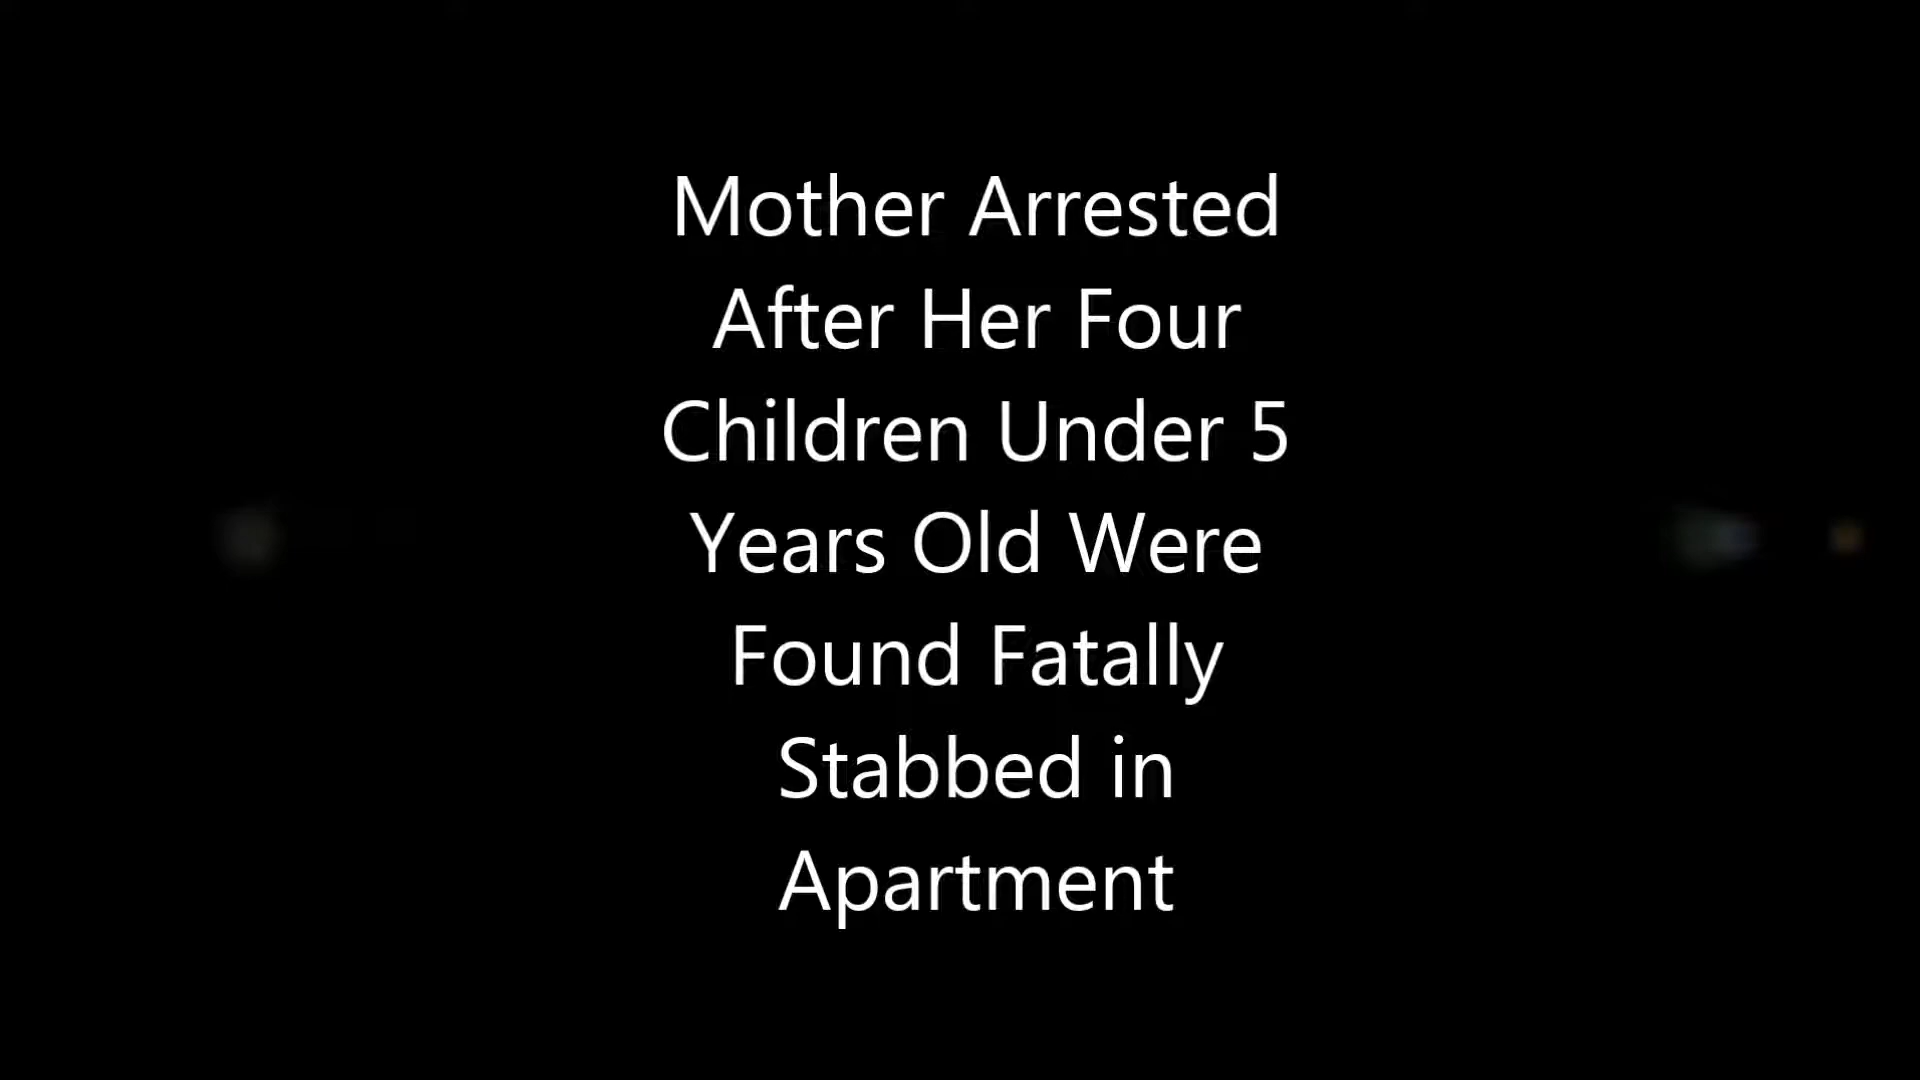 Mother Arrested
After Her Four
Children Under 5
Years Old Were
Found Fatally
Stabbed in
Apartment